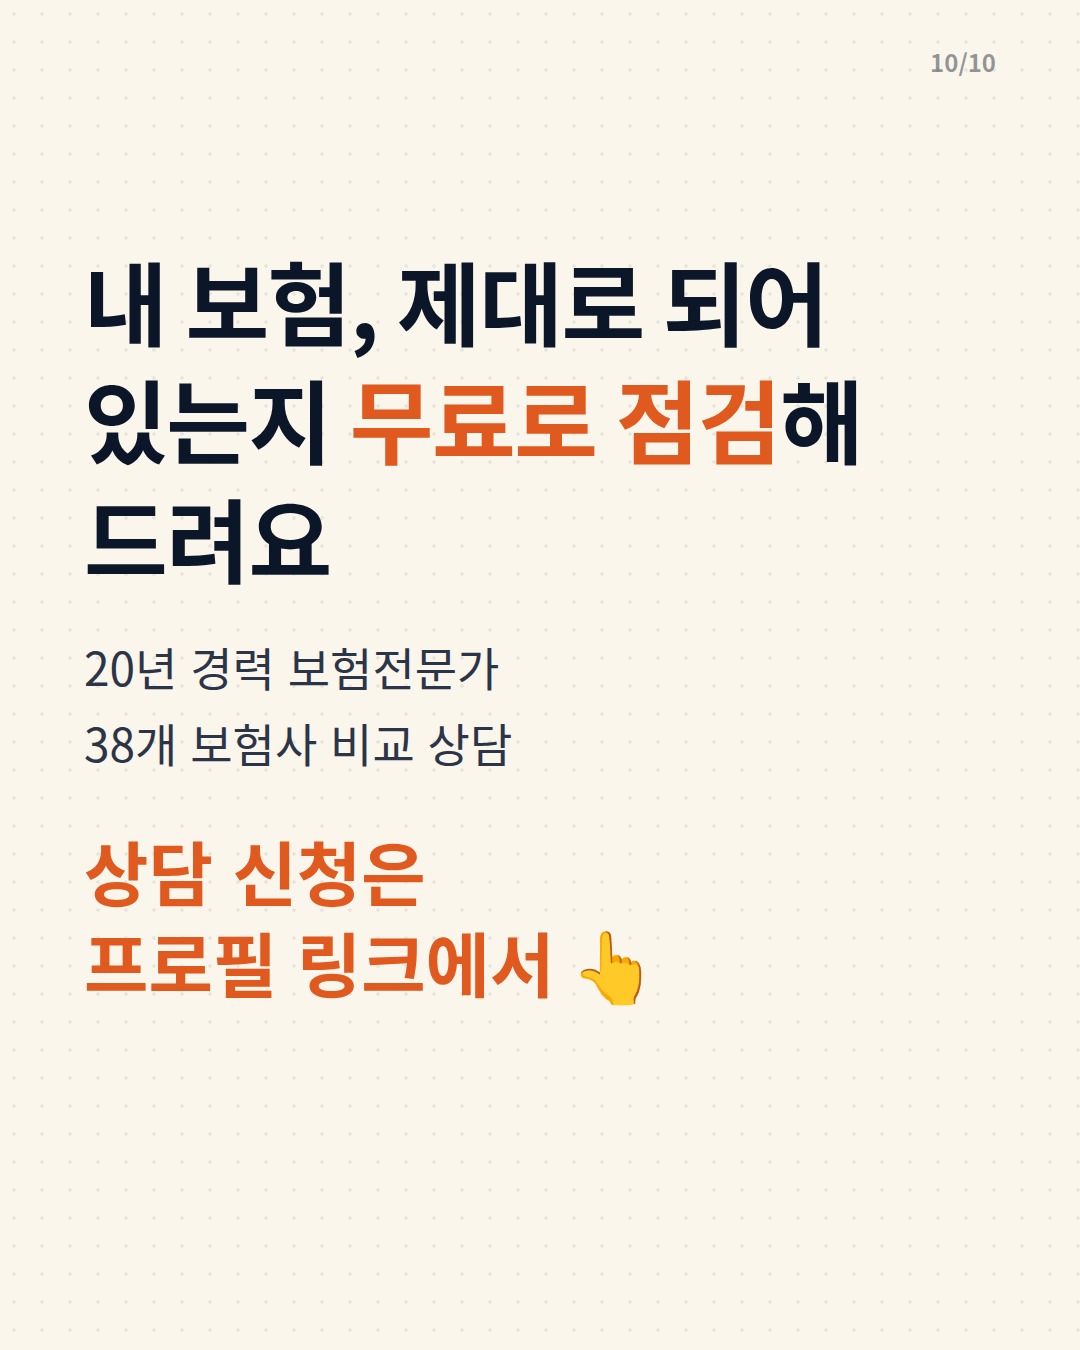 10/10
내 보험, 제대로 되어
있는지 무료로 점검해
드려요
20년 경력 보험전문가
38개 보험사 비교 상담
상담 신청은
프로필 링크에서 👆